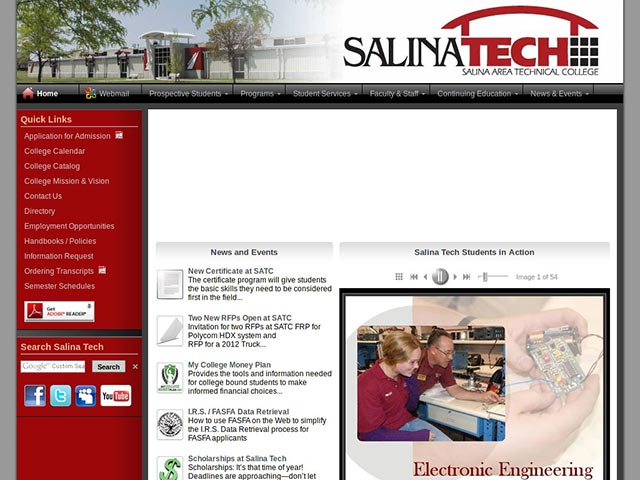 SALINATECH
SALINA AREA TECHNICAL COLLEGE
Home
Webmail
Prospective Students
Programs
Student Services
Faculty & Staff
Continuing Education
News & Events
Quick Links
Application for Admission
College Calendar
College Catalog
College Mission & Vision
Contact Us
Directory
Employment Opportunities
Handbooks / Policies
Information Request
Ordering Transcripts
Semester Schedules
Get
ADOBE® READER®
Search Salina Tech
Google™ Custom Sea
Search
×
You Tube
News and Events
New Certificate at SATC
The certificate program will give students
the basic skills they need to be considered
first in the field...
Two New RFPs Open at SATC
Invitation for two RFPs at SATC FRP for
Polycom HDX system and
RFP for a 2012 Truck...
My College Money Plan
Provides the tools and information needed
for college bound students to make
informed financial choices...
I.R.S. / FASFA Data Retrieval
How to use FASFA on the Web to simplify
the I.R.S. Data Retrieval process for
FASFA applicants
Scholarships at Salina Tech
Scholarships: It's that time of year!
Deadlines are approaching—don't let
Salina Tech Students in Action
Image 1 of 54
Electronic Engineering